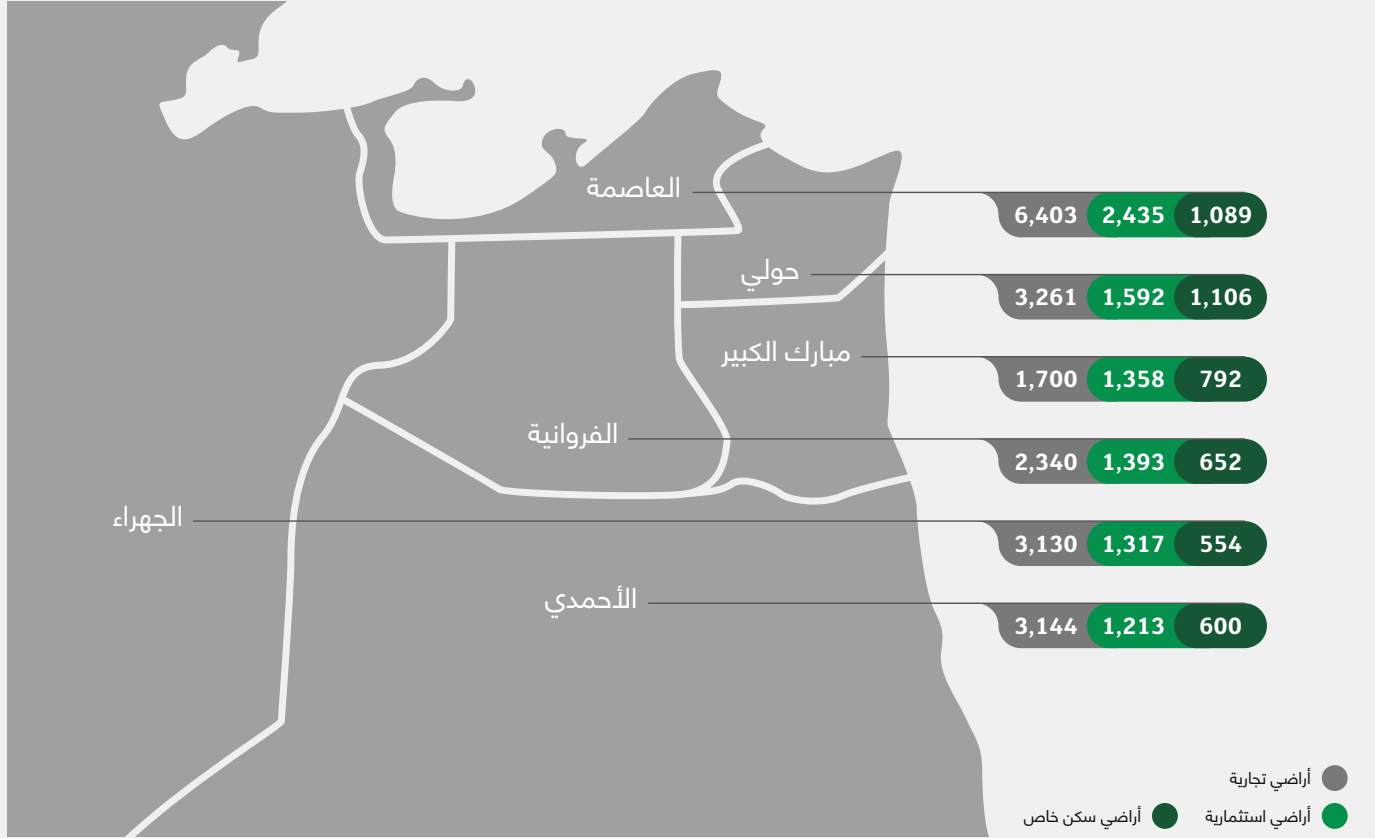 العاصمة
6,403 2,435 1,089
حولي
3,261 1,592 1,106
مبارك الكبير
1,700 1,358 792
الفروانية
2,340 1,393 652
الجهراء
3,130 1,317 554
الأحمدي
3,144 1,213 600
أراضي تجارية
أراضي استثمارية أراضي سكن خاص